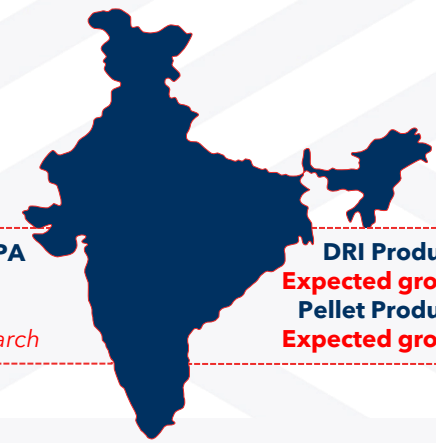 PA
arch
DRI Produ
Expected gro
Pellet Produ
Expected gro